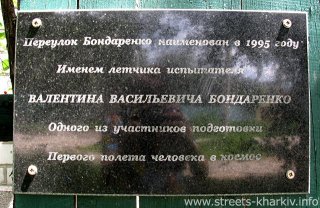 Переулок Бондаренко наименован в 1995 году
Именем летчика испытателя
ВАЛЕНТИНА ВАСИЛЬЕВИЧА БОНДАРЕНКО
Одного из участников подготовки
Первого полета человека в космос
www.streets-kharkiv.info